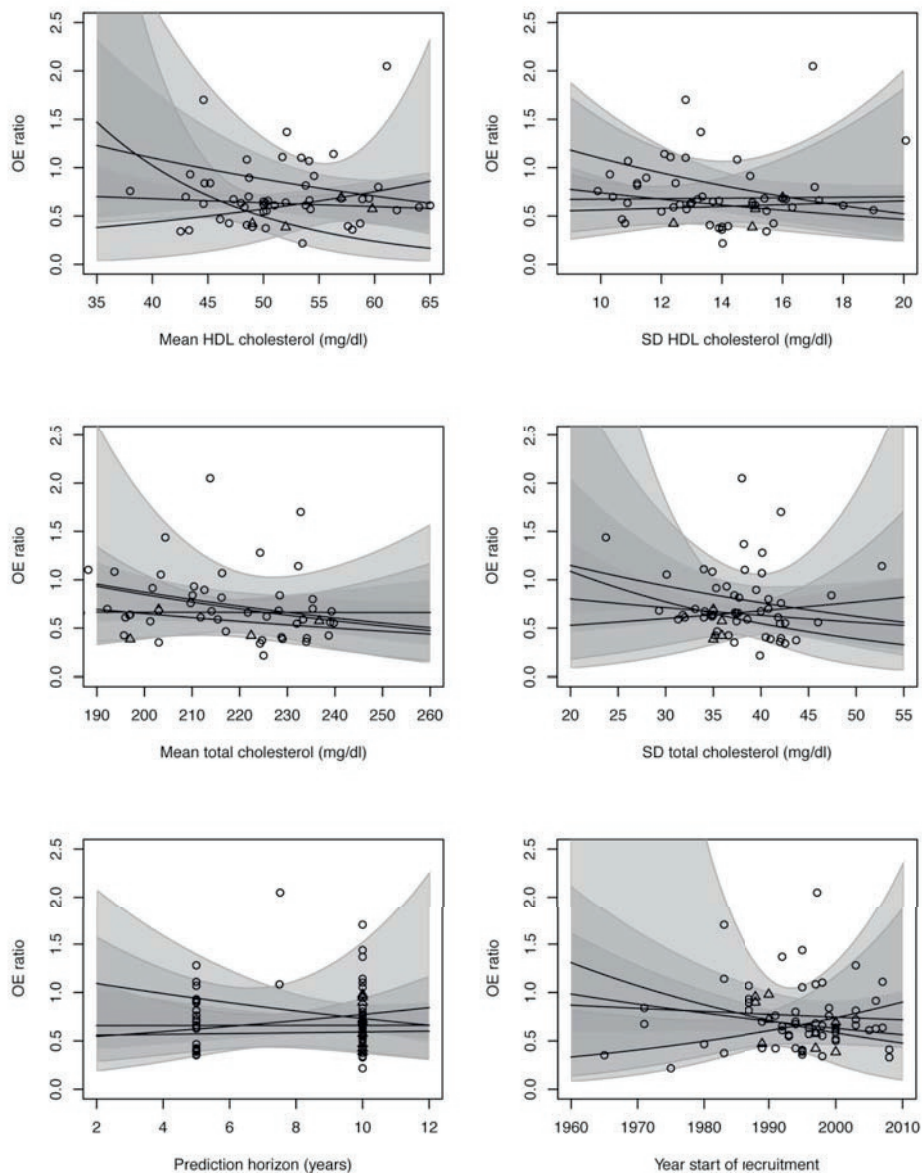 OE ratio
0.0 0.5 1.0 1.5 2.0 2.5
35 40 45 50 55 60 65
Mean HDL cholesterol (mg/dl)
OE ratio
0.0 0.5 1.0 1.5 2.0 2.5
10 12 14 16 18 20
SD HDL cholesterol (mg/dl)
OE ratio
0.0 0.5 1.0 1.5 2.0 2.5
190 200 210 220 230 240 250 260
Mean total cholesterol (mg/dl)
OE ratio
0.0 0.5 1.0 1.5 2.0 2.5
20 25 30 35 40 45 50 55
SD total cholesterol (mg/dl)
OE ratio
0.0 0.5 1.0 1.5 2.0 2.5
2 4 6 8 10 12
Prediction horizon (years)
OE ratio
0.0 0.5 1.0 1.5 2.0 2.5
1960 1970 1980 1990 2000 2010
Year start of recruitment